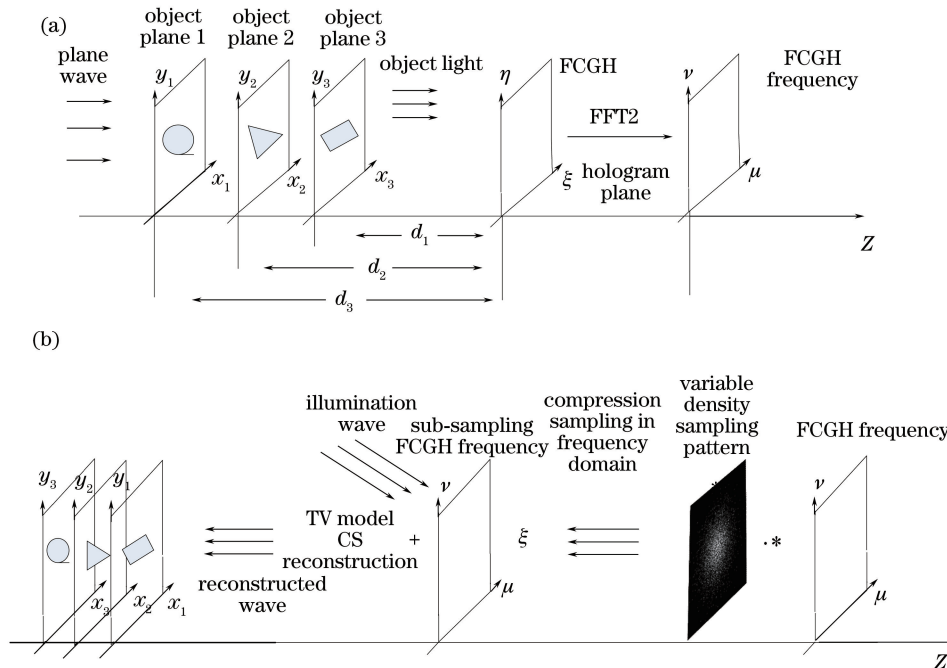 (a)
plane
wave
object
plane 1
object
plane 2
object
plane 3
object light
FCGH
FCGH
frequency
y1
y2
y3
η
ν
FFT2
x1
x2
x3
ξ
hologram
plane
μ
d1
d2
d3
Z
(b)
illumination
wave
sub-sampling
FCGH frequency
compression
sampling in
frequency
domain
variable
density
sampling
pattern
FCGH frequency
y3
y2
y1
ν
ν
TV model
CS
reconstruction
+
ξ
.*
reconstructed
wave
x3
x2
x1
μ
μ
Z